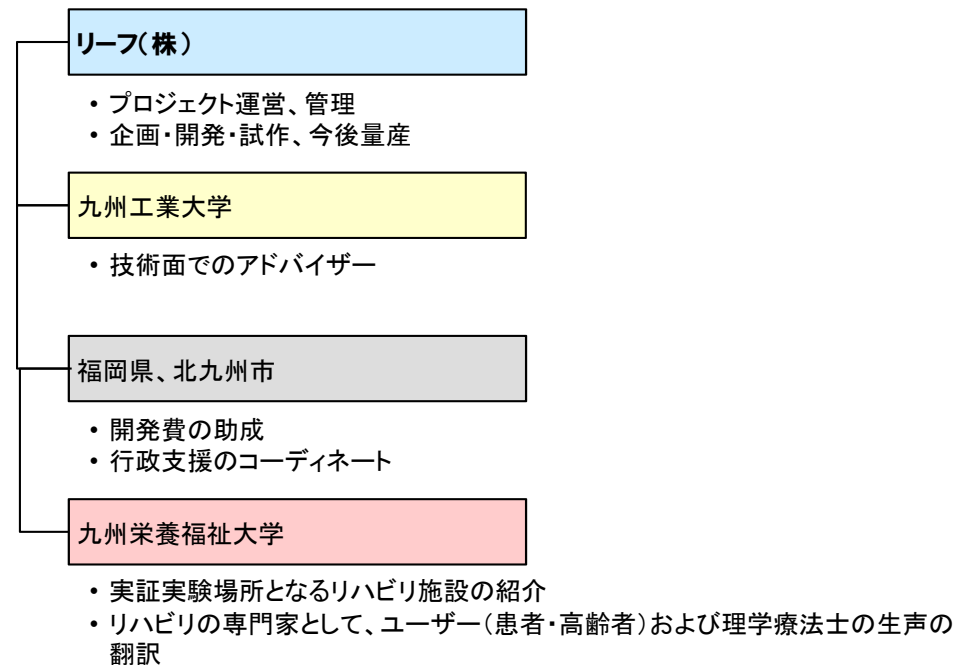 リーフ（株）
• プロジェクト運営、管理
• 企画・開発・試作、今後量産
九州工業大学
• 技術面でのアドバイザー
福岡県、北九州市
• 開発費の助成
• 行政支援のコーディネート
九州栄養福祉大学
• 実証実験場所となるリハビリ施設の紹介
• リハビリの専門家として、ユーザー（患者・高齢者）および理学療法士の生声の
翻訳